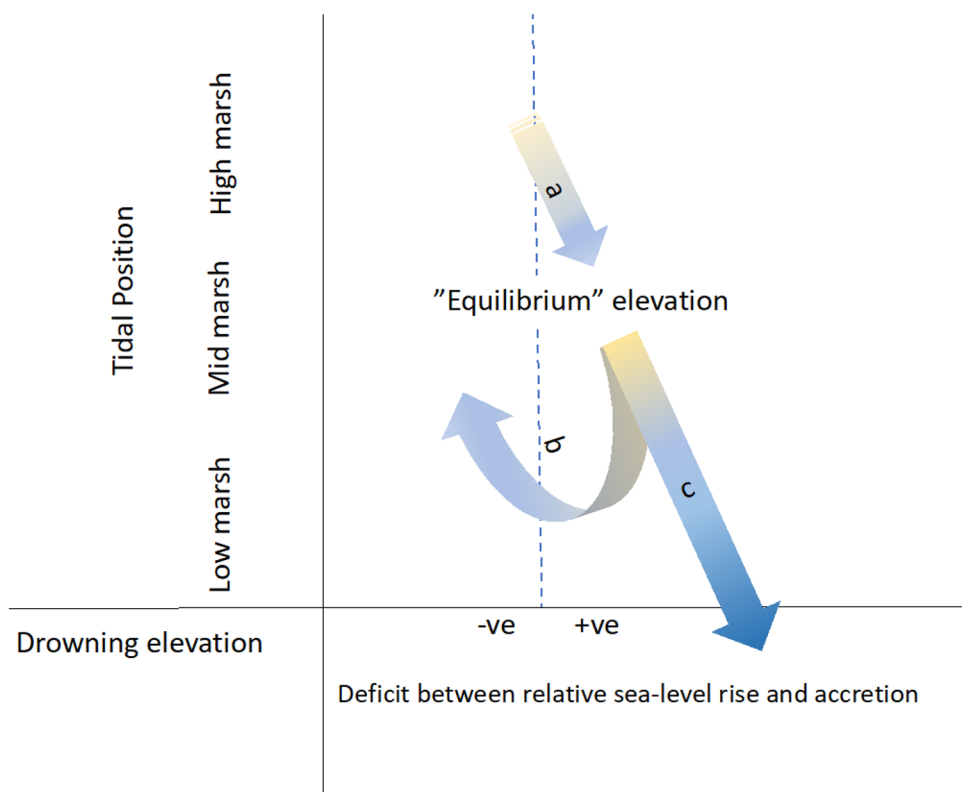 Tidal Position
High marsh
Mid marsh
Low marsh
a
”Equilibrium” elevation
b
c
-ve
+ve
Drowning elevation
Deficit between relative sea-level rise and accretion